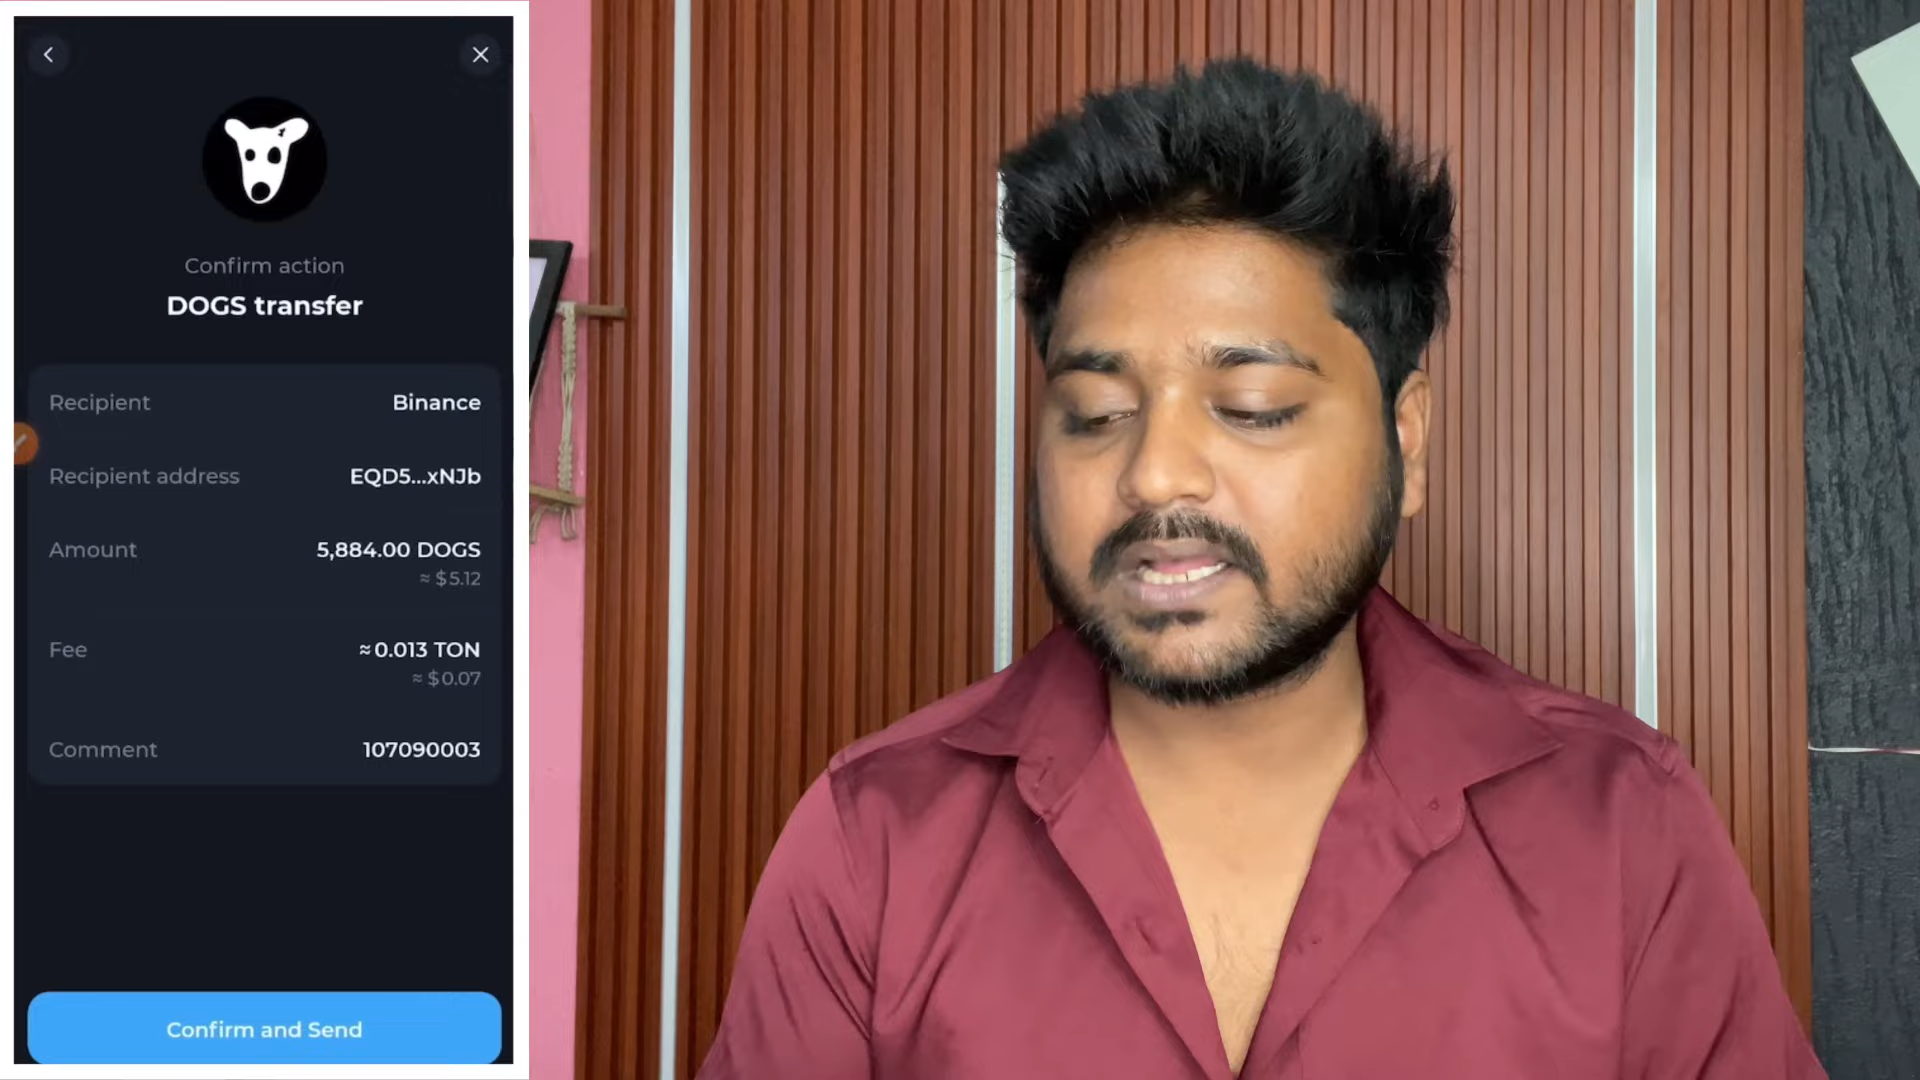 Confirm action
DOGS transfer
Recipient Binance
Recipient address EQD5...xNJb
Amount 5,884.00 DOGS
≈ $5.12
Fee ≈ 0.013 TON
≈ $0.07
Comment 107090003
Confirm and Send